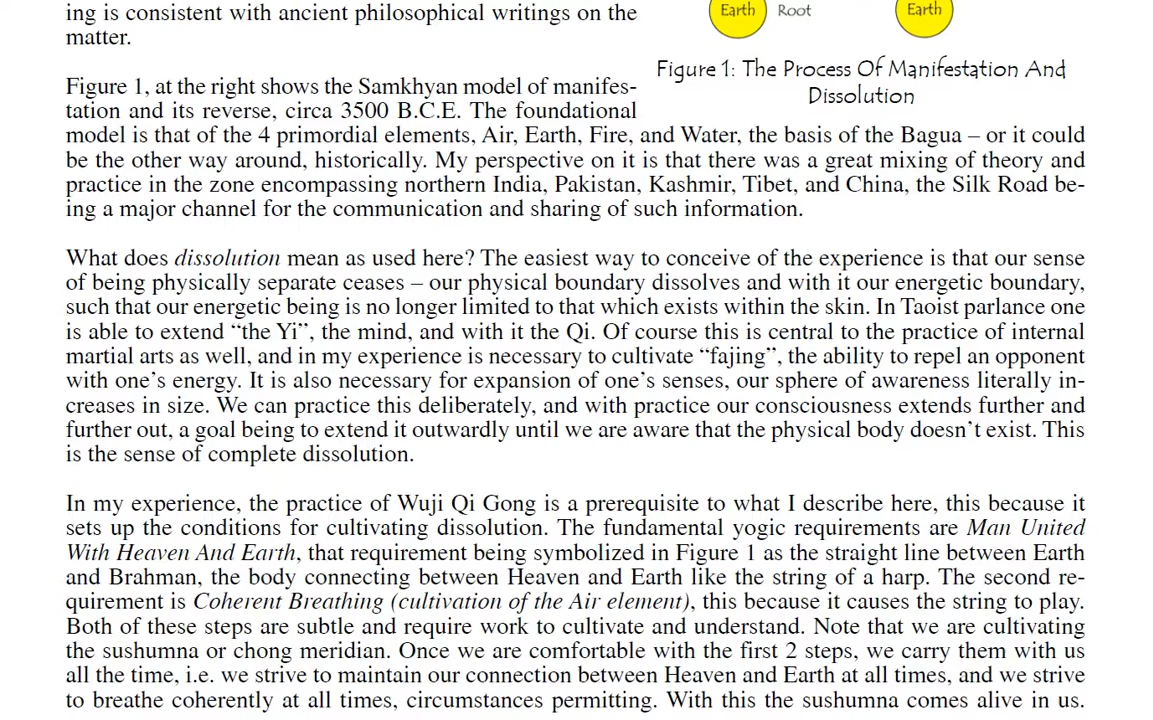 ing is consistent with ancient philosophical writings on the
matter.
Earth Root Earth
Figure 1: The Process Of Manifestation And
Dissolution
Figure 1, at the right shows the Samkhyan model of manifes-
tation and its reverse, circa 3500 B.C.E. The foundational
model is that of the 4 primordial elements, Air, Earth, Fire, and Water, the basis of the Bagua – or it could
be the other way around, historically. My perspective on it is that there was a great mixing of theory and
practice in the zone encompassing northern India, Pakistan, Kashmir, Tibet, and China, the Silk Road be-
ing a major channel for the communication and sharing of such information.
What does dissolution mean as used here? The easiest way to conceive of the experience is that our sense
of being physically separate ceases – our physical boundary dissolves and with it our energetic boundary,
such that our energetic being is no longer limited to that which exists within the skin. In Taoist parlance one
is able to extend “the Yi”, the mind, and with it the Qi. Of course this is central to the practice of internal
martial arts as well, and in my experience is necessary to cultivate “fajing”, the ability to repel an opponent
with one’s energy. It is also necessary for expansion of one’s senses, our sphere of awareness literally in-
creases in size. We can practice this deliberately, and with practice our consciousness extends further and
further out, a goal being to extend it outwardly until we are aware that the physical body doesn’t exist. This
is the sense of complete dissolution.
In my experience, the practice of Wuji Qi Gong is a prerequisite to what I describe here, this because it
sets up the conditions for cultivating dissolution. The fundamental yogic requirements are Man United
With Heaven And Earth, that requirement being symbolized in Figure 1 as the straight line between Earth
and Brahman, the body connecting between Heaven and Earth like the string of a harp. The second re-
quirement is Coherent Breathing (cultivation of the Air element), this because it causes the string to play.
Both of these steps are subtle and require work to cultivate and understand. Note that we are cultivating
the sushumna or chong meridian. Once we are comfortable with the first 2 steps, we carry them with us
all the time, i.e. we strive to maintain our connection between Heaven and Earth at all times, and we strive
to breathe coherently at all times, circumstances permitting. With this the sushumna comes alive in us.